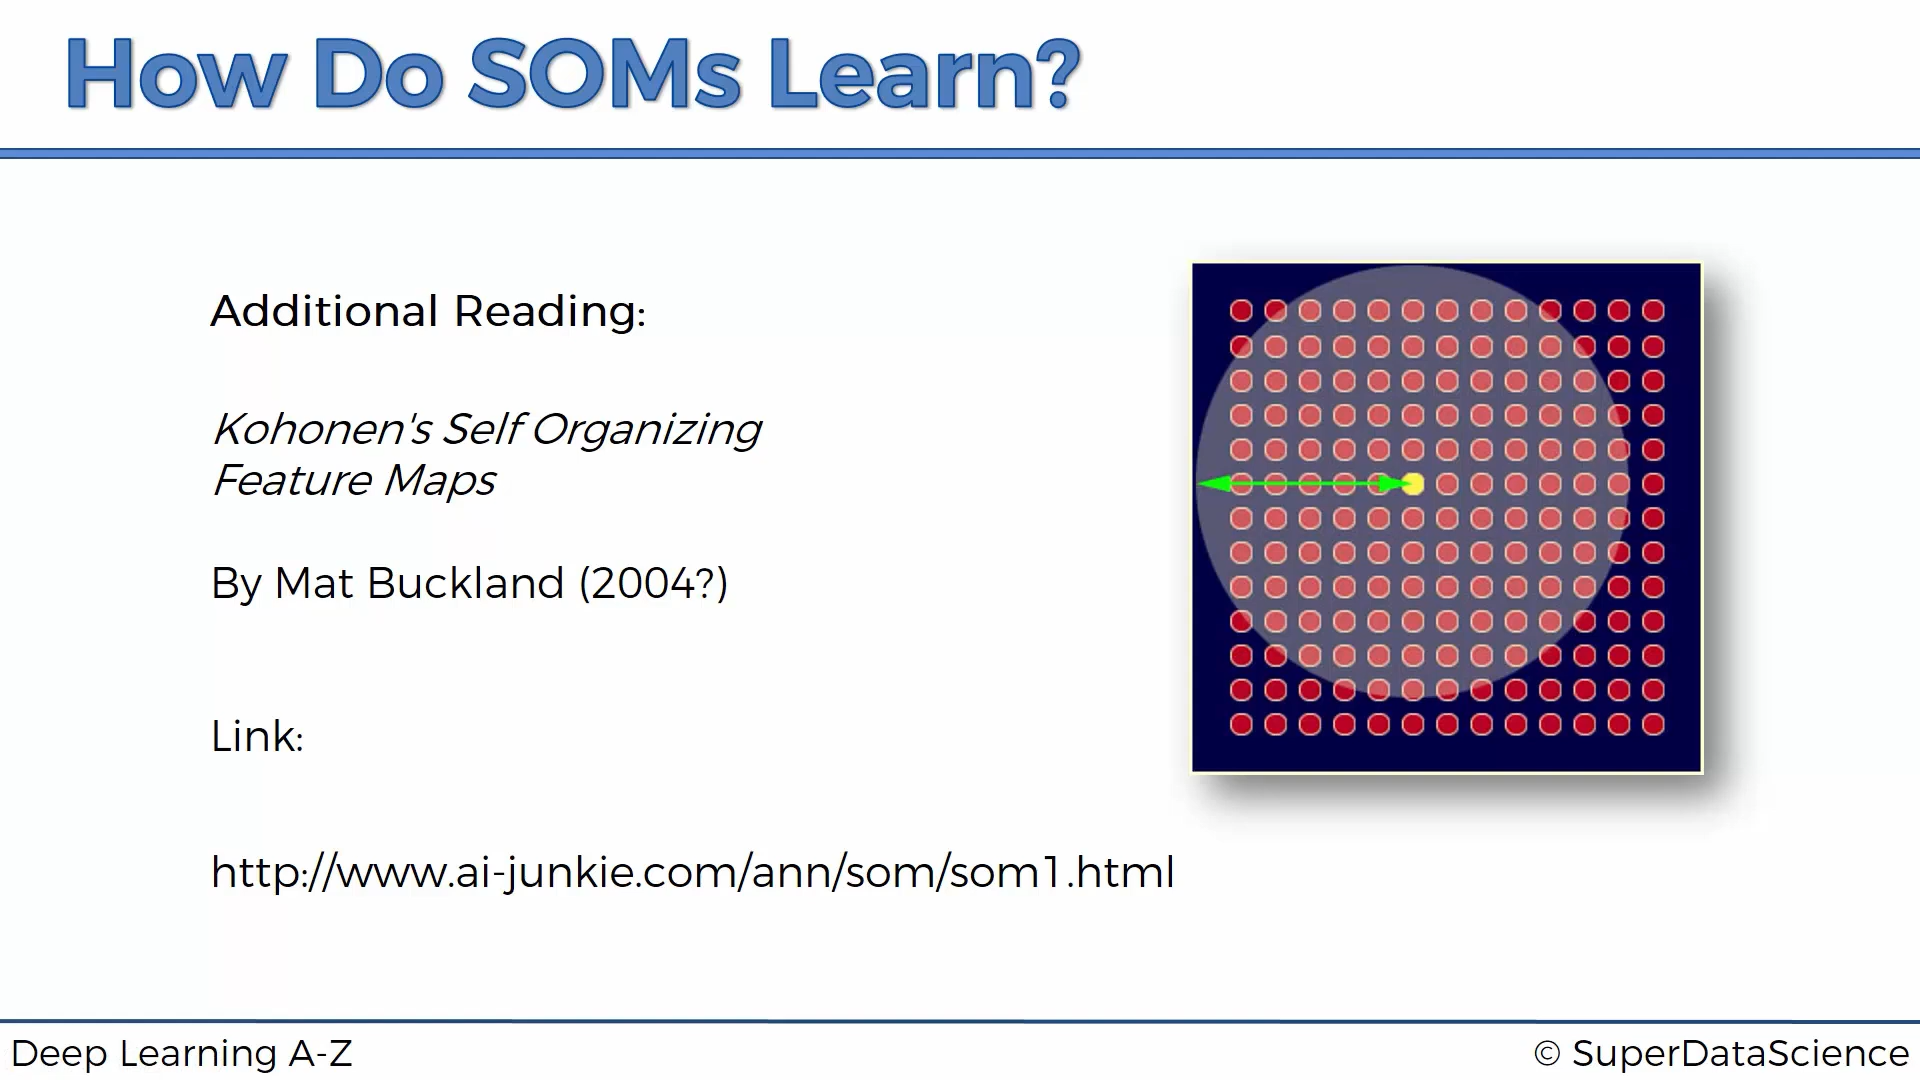 How Do SOMs Learn?
Additional Reading:
Kohonen's Self Organizing
Feature Maps
By Mat Buckland (2004?)
Link:
http://www.ai-junkie.com/ann/som/som1.html
Deep Learning A-Z
© SuperDataScience